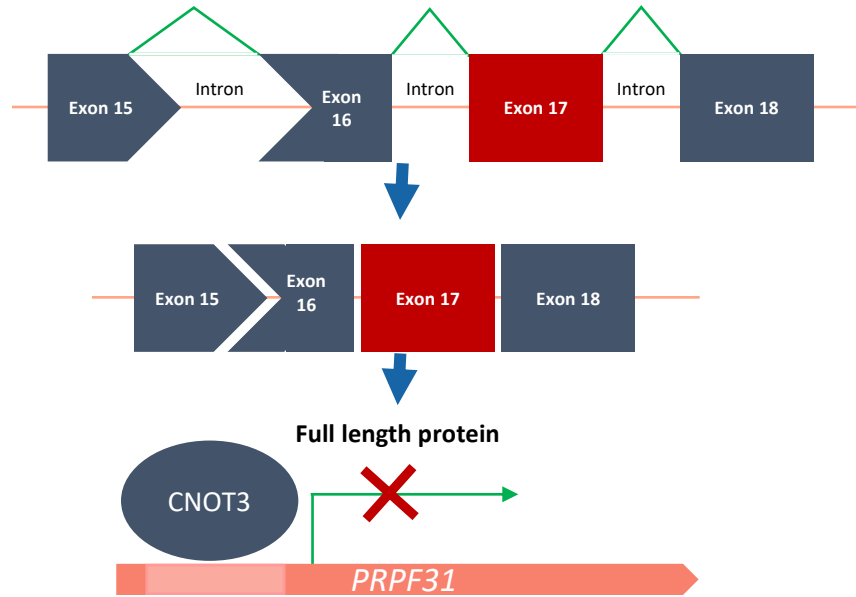 Exon 15
Intron
Exon
16
Intron
Exon 17
Intron
Exon 18
Exon 15
Exon
16
Exon 17
Exon 18
Full length protein
CNOT3
PRPF31